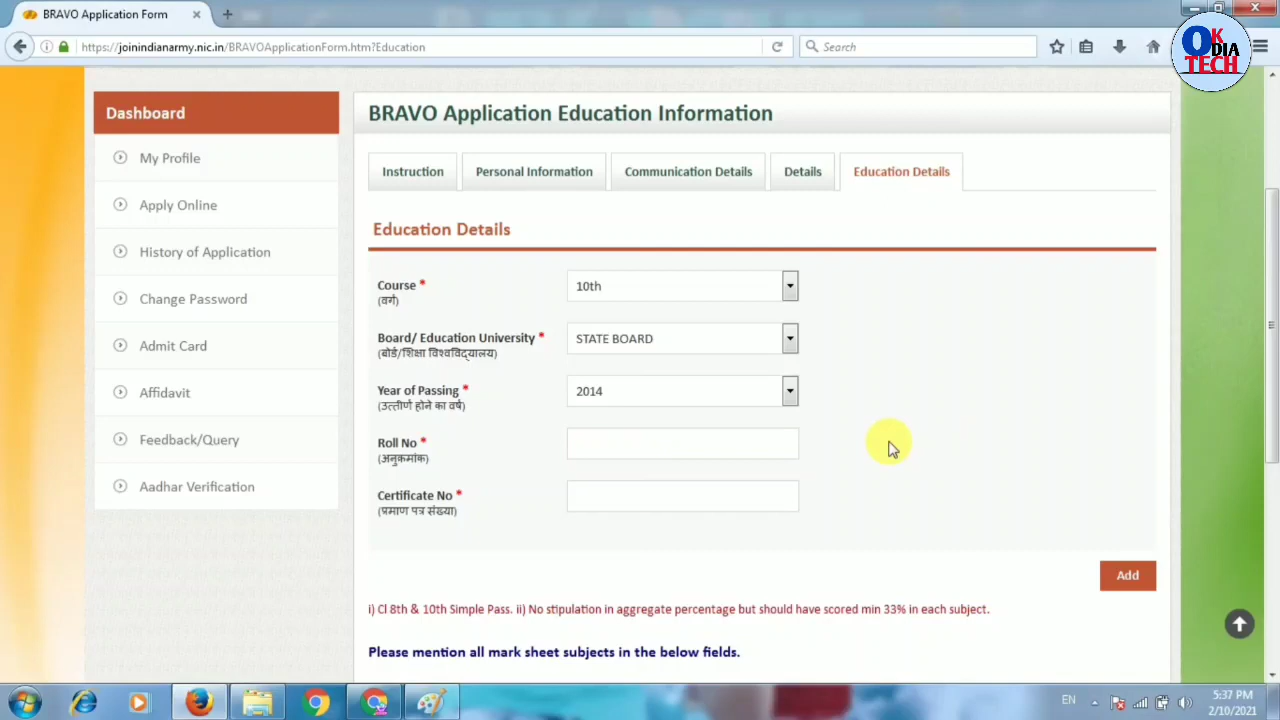 BRAVO Application Form
https://joinindianarmy.nic.in/BRAVOApplicationForm.htm?Education
Search
OK
DIA
TECH
Dashboard
My Profile
Apply Online
History of Application
Change Password
Admit Card
Affidavit
Feedback/Query
Aadhar Verification
BRAVO Application Education Information
Instruction
Personal Information
Communication Details
Details
Education Details
Education Details
Course *
(वर्ग)
10th
Board/ Education University *
(बोर्ड/शिक्षा विश्वविद्यालय)
STATE BOARD
Year of Passing *
(उत्तीर्ण होने का वर्ष)
2014
Roll No *
(अनुक्रमांक)
Certificate No *
(प्रमाण पत्र संख्या)
Add
i) Cl 8th & 10th Simple Pass. ii) No stipulation in aggregate percentage but should have scored min 33% in each subject.
Please mention all mark sheet subjects in the below fields.
EN
5:37 PM
2/10/2021